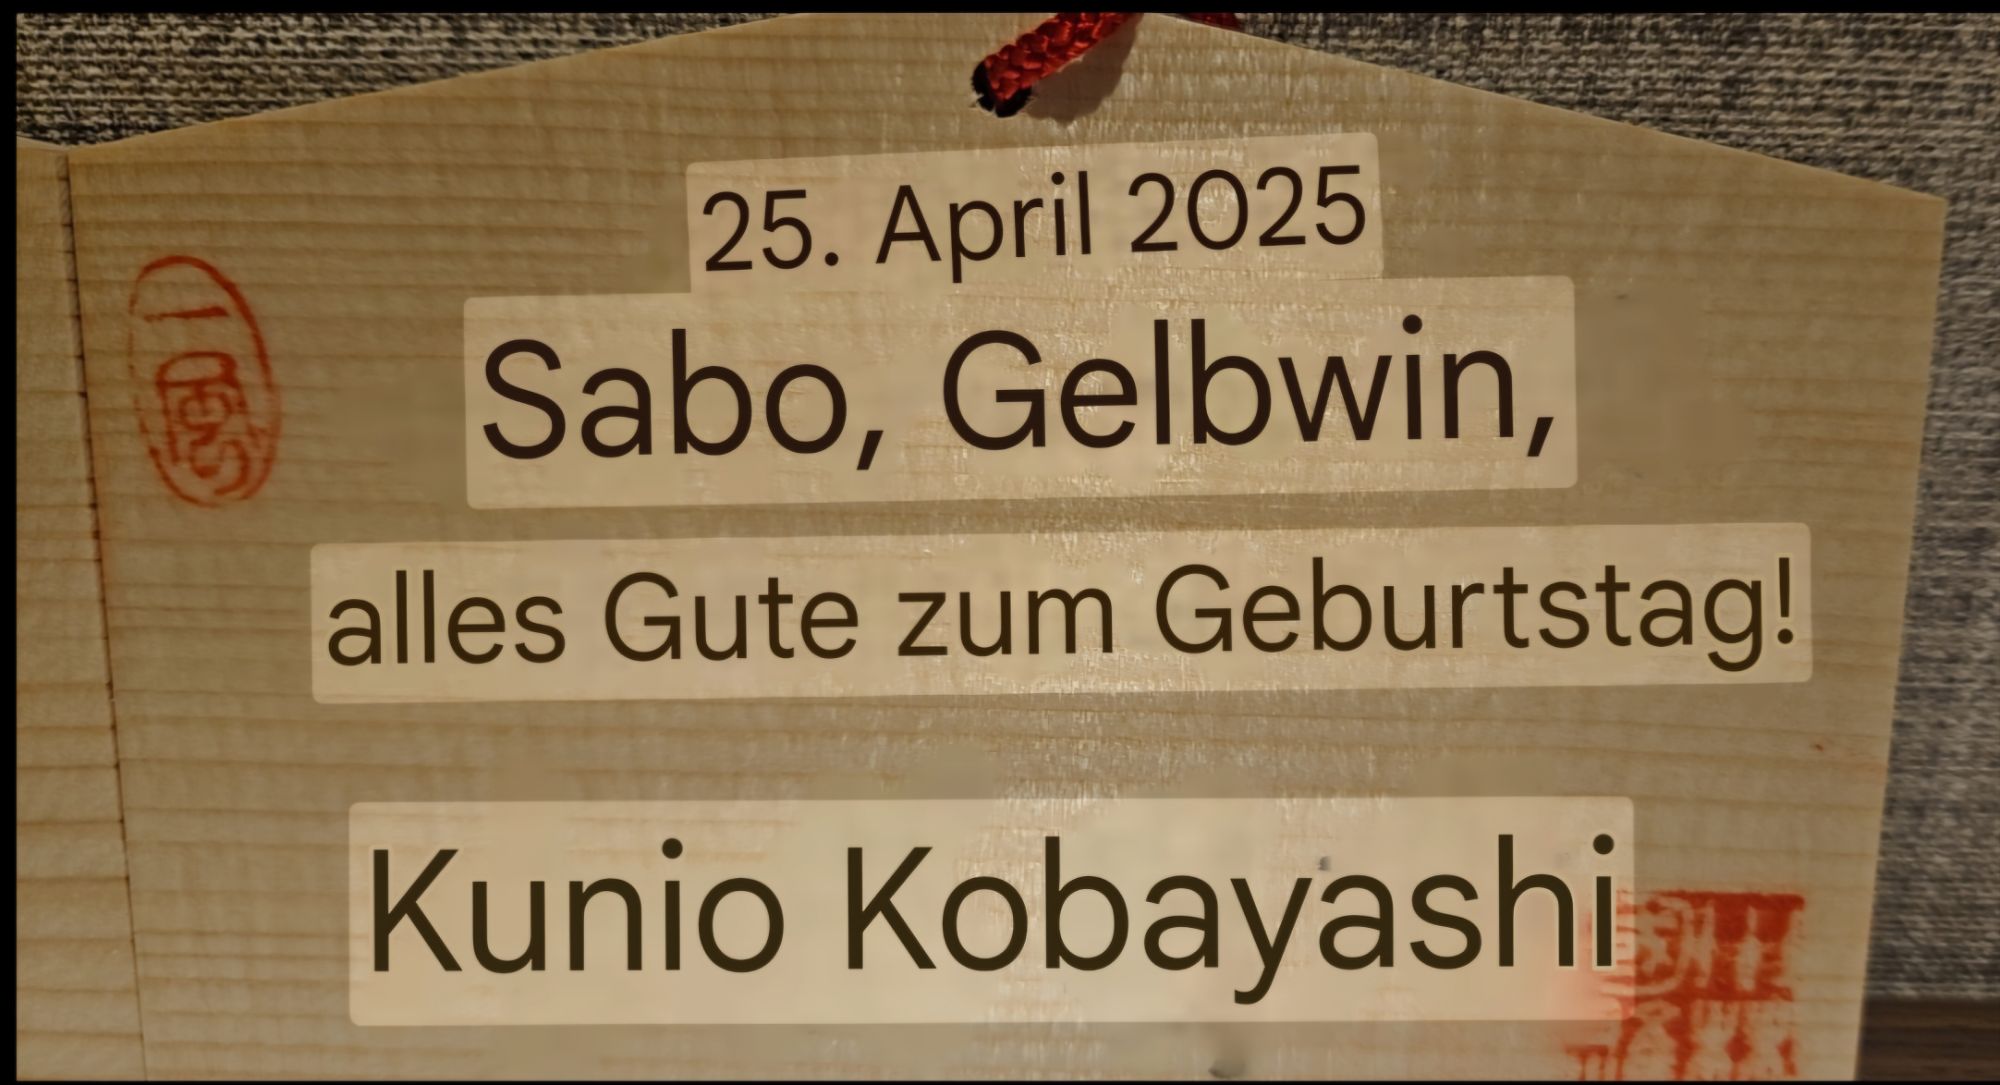 25. April 2025
Sabo, Gelbwin,
alles Gute zum Geburtstag!
Kunio Kobayashi